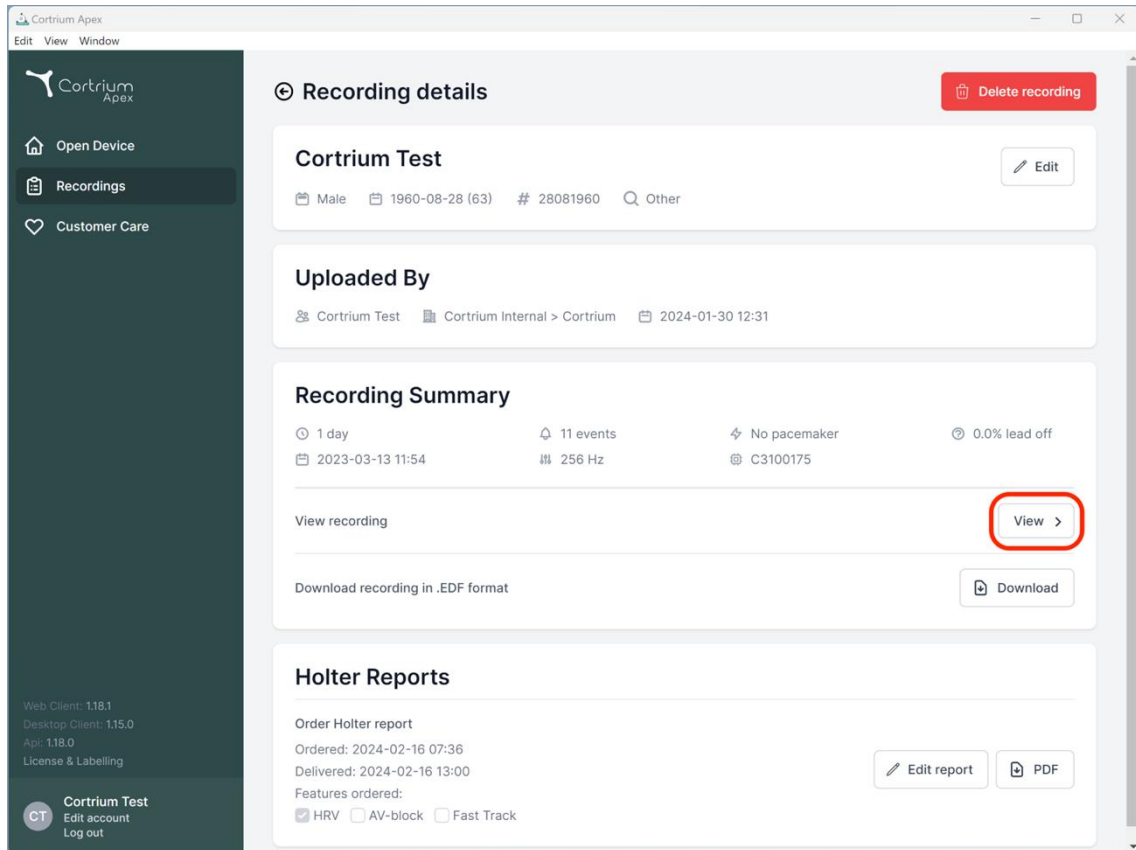 Cortrium Apex
Edit View Window
Cortrium
Apex
Open Device
Recordings
Customer Care
Web Client: 1.18.1
Desktop Client: 1.15.0
Api: 1.18.0
License & Labelling
CT
Cortrium Test
Edit account
Log out
Recording details
Delete recording
Cortrium Test
Edit
Male 1960-08-28 (63) # 28081960 Other
Uploaded By
Cortrium Test Cortrium Internal > Cortrium 2024-01-30 12:31
Recording Summary
1 day 11 events No pacemaker 0.0% lead off
2023-03-13 11:54 256 Hz C3100175
View recording View >
Download recording in .EDF format Download
Holter Reports
Order Holter report
Ordered: 2024-02-16 07:36
Delivered: 2024-02-16 13:00
Edit report PDF
Features ordered:
HRV AV-block Fast Track